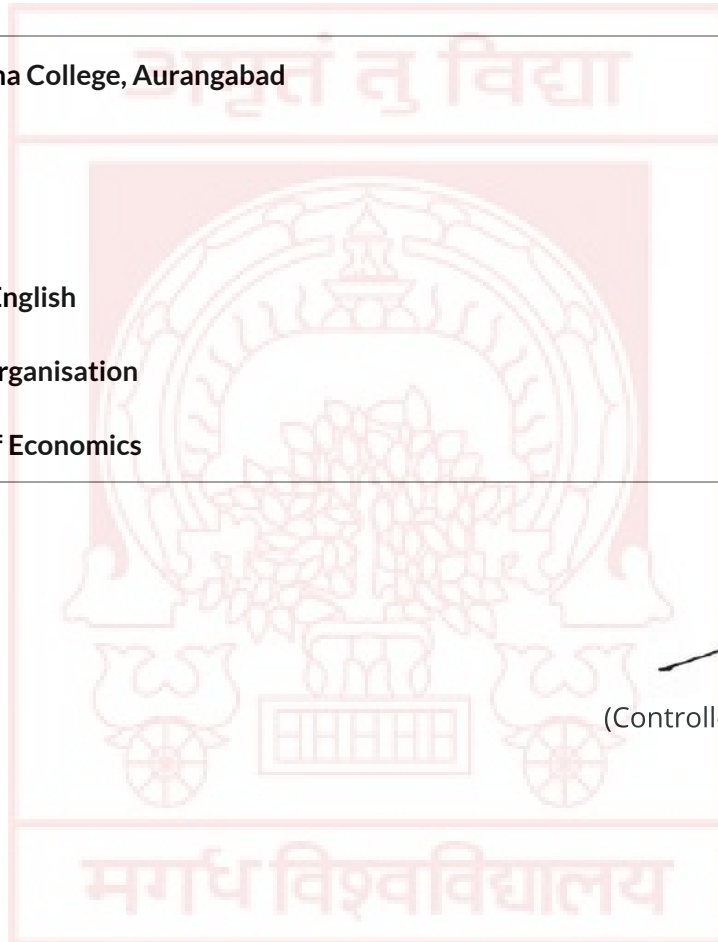 अमृतं तु विद्या
na College, Aurangabad
English
rganisation
f Economics
(Controll
मगध विश्वविद्यालय